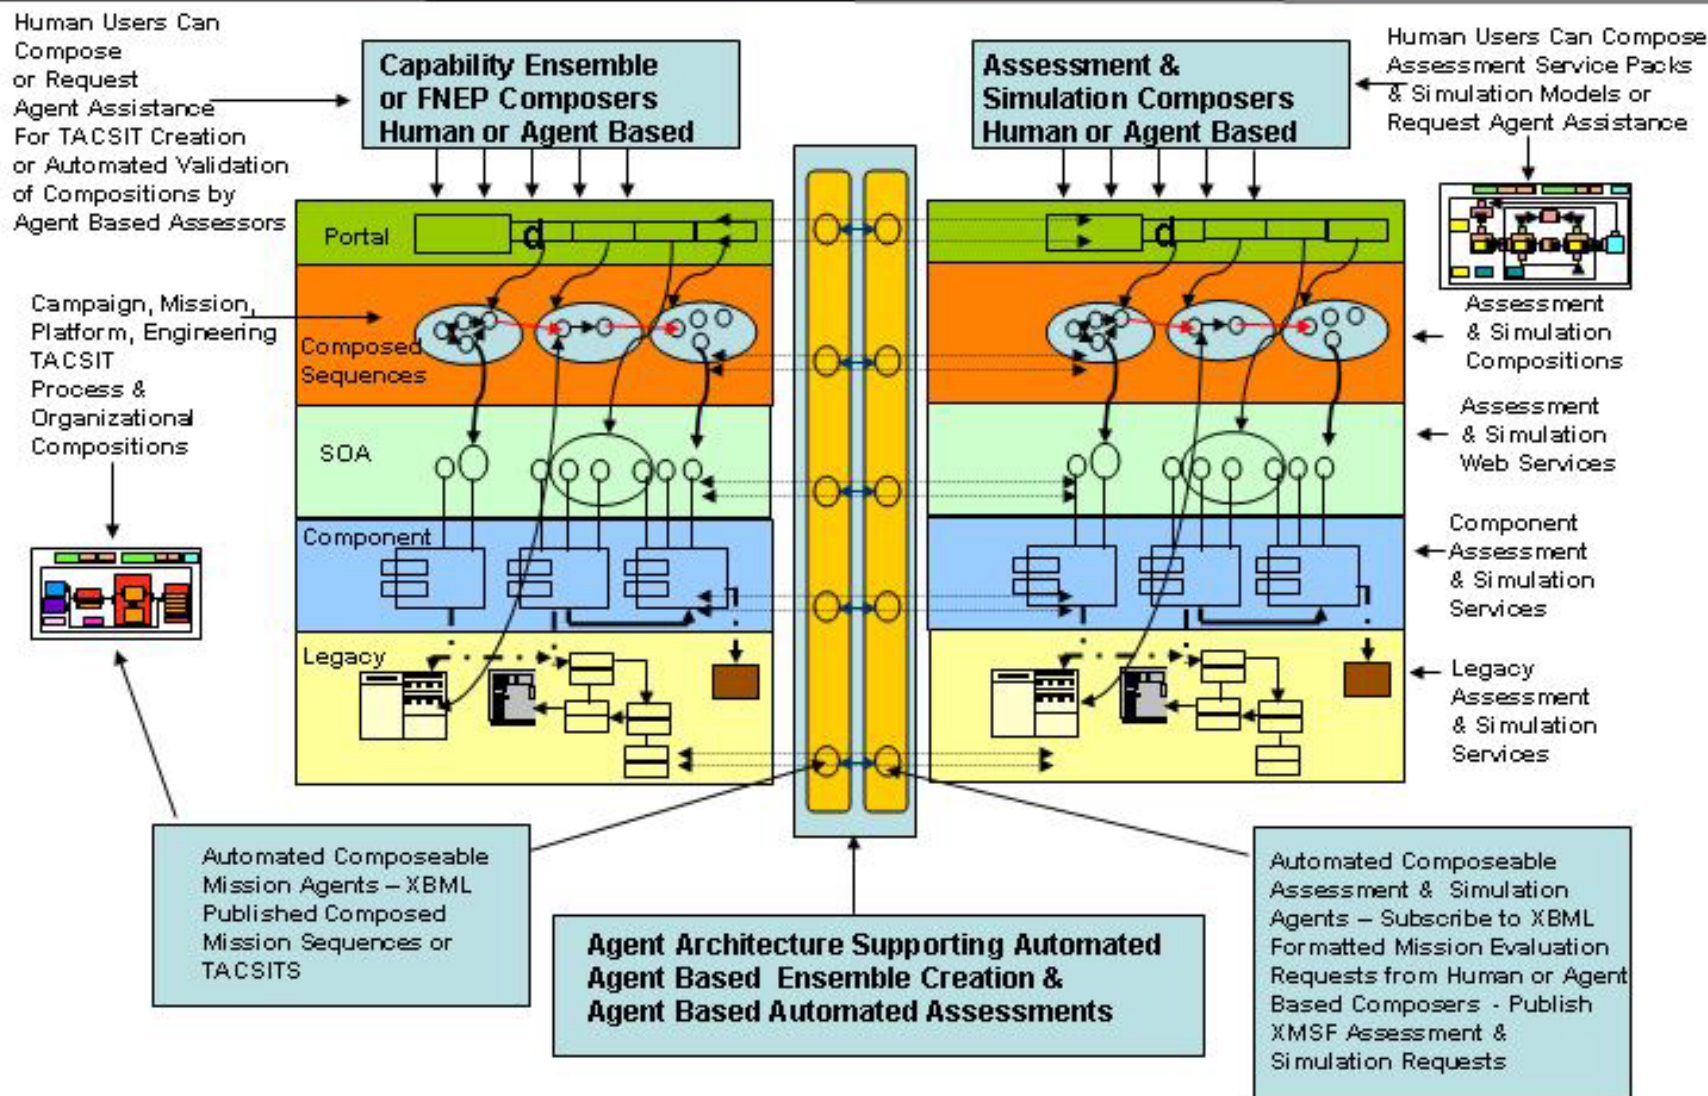 Human Users Can
Compose
or Request
Agent Assistance
For TACSIT Creation
or Automated Validation
of Compositions by
Agent Based Assessors
Capability Ensemble
or FNEP Composers
Human or Agent Based
Assessment &
Simulation Composers
Human or Agent Based
Human Users Can Compose
Assessment Service Packs
& Simulation Models or
Request Agent Assistance
Portal
d
d
Campaign, Mission,
Platform, Engineering
TACSIT
Process &
Organizational
Compositions
Composed
Sequences
Assessment
& Simulation
Compositions
SOA
Assessment
& Simulation
Web Services
Component
Component
Assessment
& Simulation
Services
Legacy
Legacy
Assessment
& Simulation
Services
Automated Composeable
Mission Agents – XBML
Published Composed
Mission Sequences or
TACSITS
Agent Architecture Supporting Automated
Agent Based Ensemble Creation &
Agent Based Automated Assessments
Automated Composeable
Assessment & Simulation
Agents – Subscribe to XBML
Formatted Mission Evaluation
Requests from Human or Agent
Based Composers - Publish
XMSF Assessment &
Simulation Requests